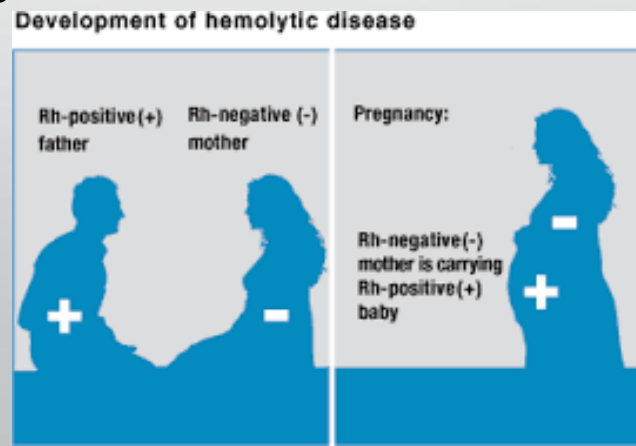 Development of hemolytic disease
Rh-positive (+)
father
Rh-negative (-)
mother
+
-
Pregnancy:
Rh-negative (-)
mother is carrying
Rh-positive (+)
baby
-
+